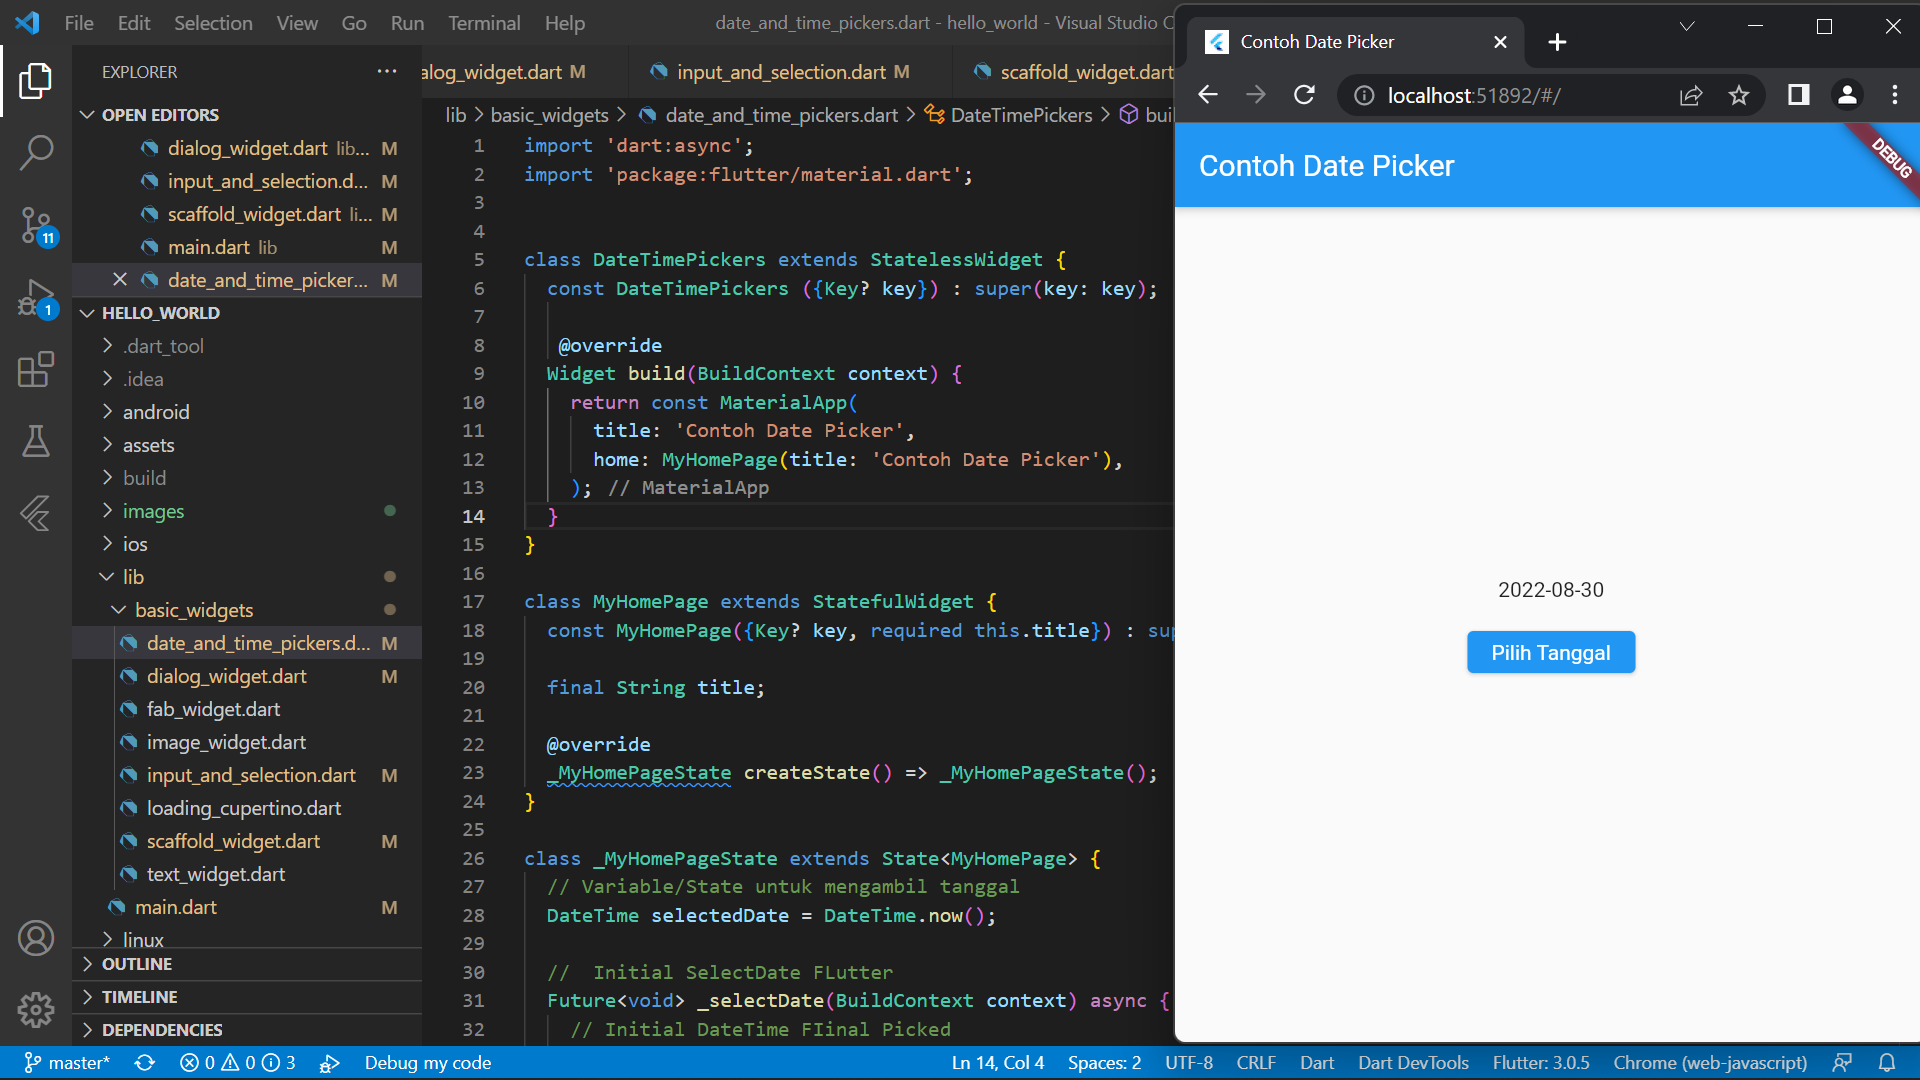 File Edit Selection View Go Run Terminal Help
date_and_time_pickers.dart - hello_world - Visual Studio C
EXPLORER
OPEN EDITORS
dialog_widget.dart lib... M
input_and_selection.d... M
scaffold_widget.dart li... M
main.dart lib M
date_and_time_picker... M
HELLO_WORLD
.dart_tool
.idea
android
assets
build
images
ios
lib
basic_widgets
date_and_time_pickers.d... M
dialog_widget.dart M
fab_widget.dart
image_widget.dart
input_and_selection.dart M
loading_cupertino.dart
scaffold_widget.dart M
text_widget.dart
main.dart M
linux
OUTLINE
TIMELINE
DEPENDENCIES
11
1
alog_widget.dart M input_and_selection.dart M scaffold_widget.dart
lib > basic_widgets > date_and_time_pickers.dart > DateTimePickers > bui
1 import 'dart:async';
2 import 'package:flutter/material.dart';
3
4
5 class DateTimePickers extends StatelessWidget {
6 const DateTimePickers ({Key? key}) : super(key: key);
7
8 @override
9 Widget build(BuildContext context) {
10 return const MaterialApp(
11 title: 'Contoh Date Picker',
12 home: MyHomePage(title: 'Contoh Date Picker'),
13 ); // MaterialApp
14 }
15 }
16
17 class MyHomePage extends StatefulWidget {
18 const MyHomePage({Key? key, required this.title}) : su
19
20 final String title;
21
22 @override
23 _MyHomePageState createState() => _MyHomePageState();
24 }
25
26 class _MyHomePageState extends State<MyHomePage> {
27 // Variable/State untuk mengambil tanggal
28 DateTime selectedDate = DateTime.now();
29
30 //  Initial SelectDate FLutter
31 Future<void> _selectDate(BuildContext context) async {
32 // Initial DateTime FIinal Picked
Contoh Date Picker
localhost:51892/#/
Contoh Date Picker
DEBUG
2022-08-30
Pilih Tanggal
master* 0 0 3 Debug my code
Ln 14, Col 4 Spaces: 2 UTF-8 CRLF Dart Dart DevTools Flutter: 3.0.5 Chrome (web-javascript)